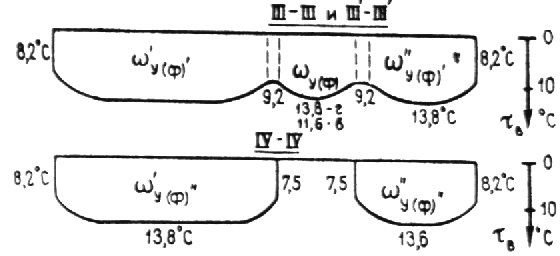 III-III и III'-III'
8,2°C ω'у(ф)' ωу(ф) ω"у(ф)' 8,2°C 0
9,2 9,2 10
13,8-г 13,8°C τв °C
11,6-в
IV-IV
8,2°C ω'у(ф)" 7,5 7,5 ω"у(ф)" 8,2°C 0
13,8°C 13,6 10
τв °C